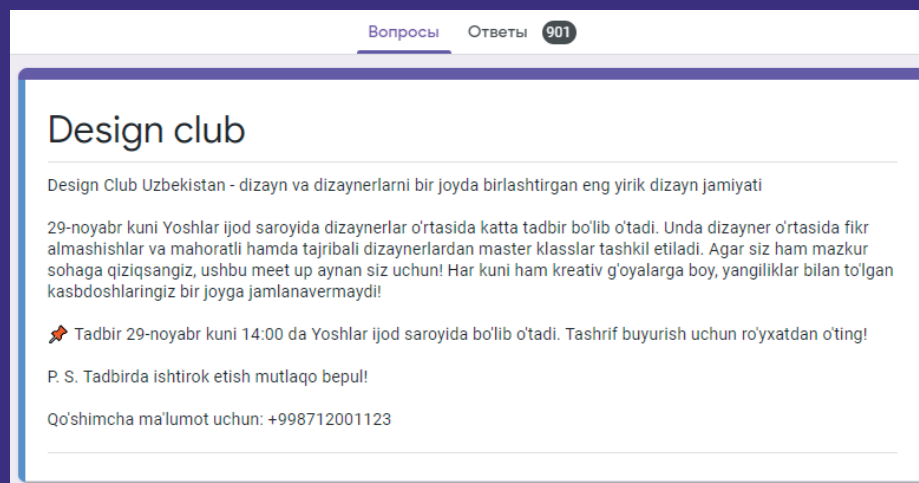 Вопросы Ответы 901
Design club
Design Club Uzbekistan - dizayn va dizaynerlarni bir joyda birlashtirgan eng yirik dizayn jamiyati
29-noyabr kuni Yoshlar ijod saroyida dizaynerlar o'rtasida katta tadbir bo'lib o'tadi. Unda dizayner o'rtasida fikr
almashishlar va mahoratli hamda tajribali dizaynerlardan master klasslar tashkil etiladi. Agar siz ham mazkur
sohaga qiziqsangiz, ushbu meet up aynan siz uchun! Har kuni ham kreativ g'oyalarga boy, yangiliklar bilan to'lgan
kasbdoshlaringiz bir joyga jamlanavermaydi!
📌 Tadbir 29-noyabr kuni 14:00 da Yoshlar ijod saroyida bo'lib o'tadi. Tashrif buyurish uchun ro'yxatdan o'ting!
P. S. Tadbirda ishtirok etish mutlaqo bepul!
Qo'shimcha ma'lumot uchun: +998712001123